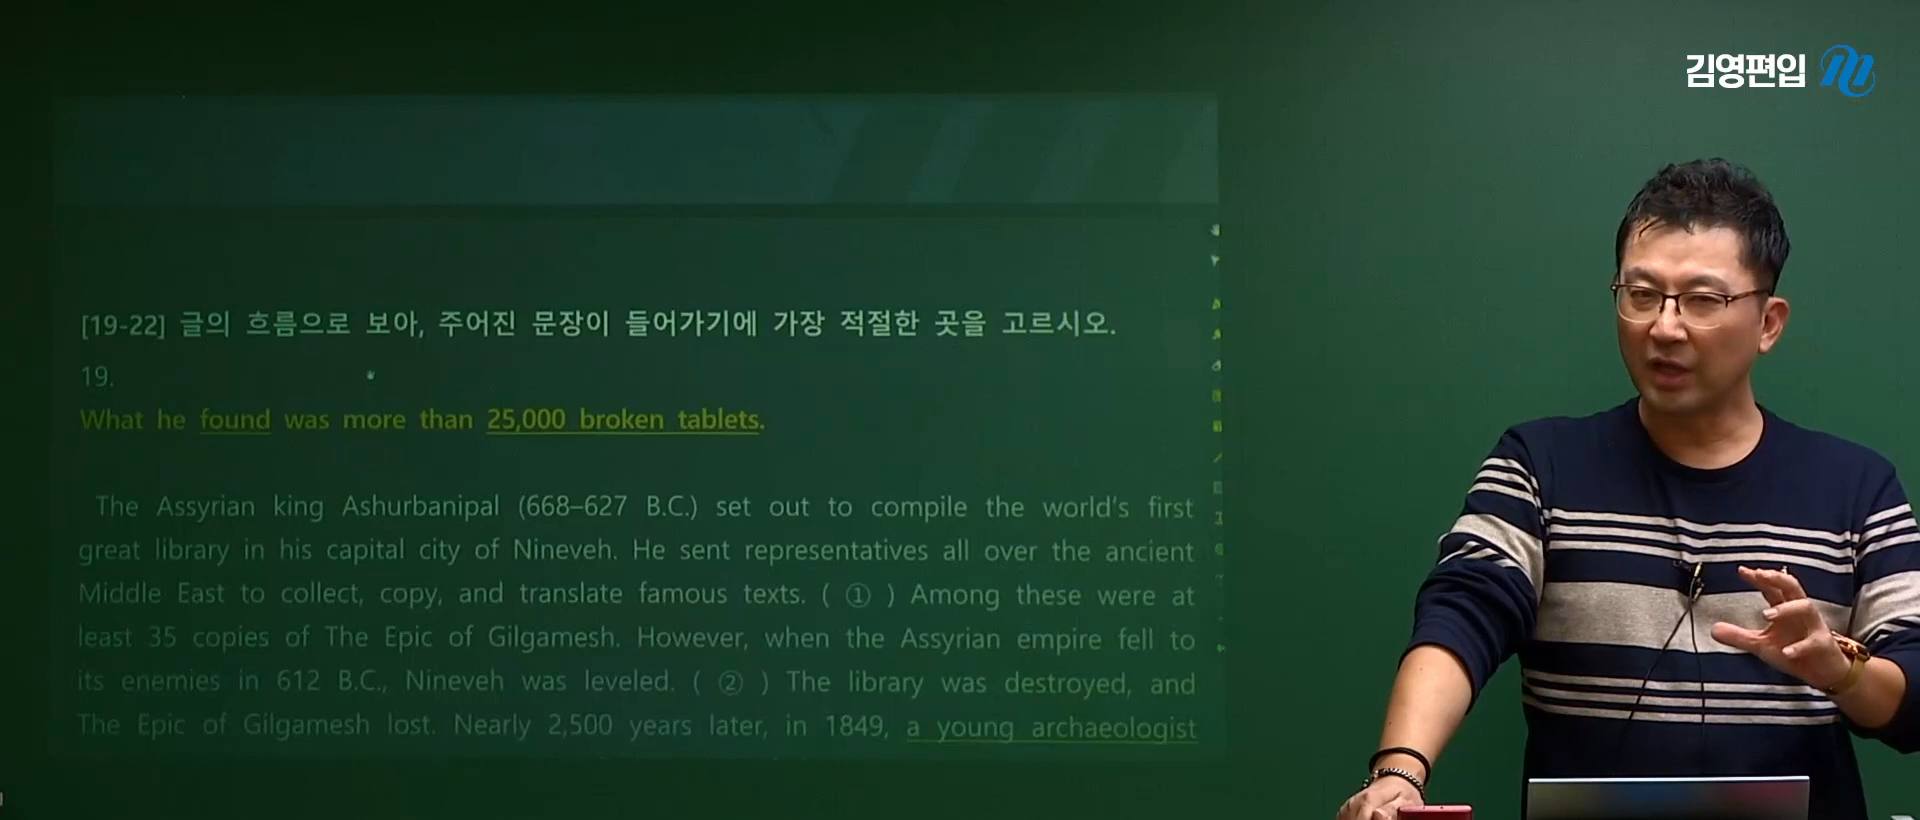 김영편입
[19-22] 글의 흐름으로 보아, 주어진 문장이 들어가기에 가장 적절한 곳을 고르시오.
19.
What he found was more than 25,000 broken tablets.
The Assyrian king Ashurbanipal (668–627 B.C.) set out to compile the world's first
great library in his capital city of Nineveh. He sent representatives all over the ancient
Middle East to collect, copy, and translate famous texts. ( ① ) Among these were at
least 35 copies of The Epic of Gilgamesh. However, when the Assyrian empire fell to
its enemies in 612 B.C., Nineveh was leveled. ( ② ) The library was destroyed, and
The Epic of Gilgamesh lost. Nearly 2,500 years later, in 1849, a young archaeologist